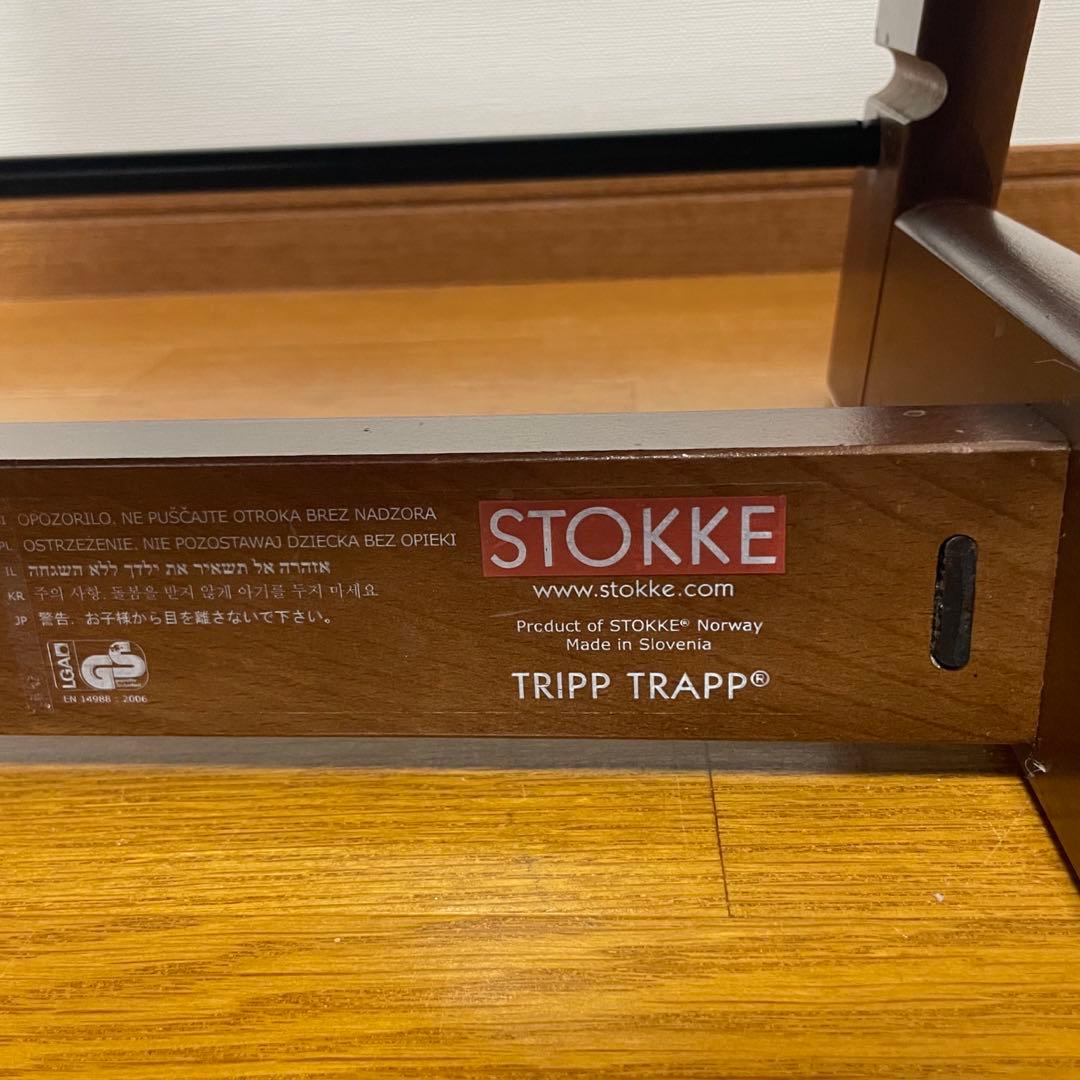 OPOZORILO. NE PUŠČAJTE OTROKA BREZ NADZORA
PL OSTRZEŻENIE. NIE POZOSTAWIAJ DZIECKA BEZ OPIEKI
IL אזהרה אל תשאיר את ילדך ללא השגחה
KR 주의 사항. 돌봄을 받지 않게 아기를 두지 마세요
JP 警告. お子様から目を離さないで下さい。
LGA GS
EN 14988 : 2006
STOKKE
www.stokke.com
Product of STOKKE® Norway
Made in Slovenia
TRIPP TRAPP®